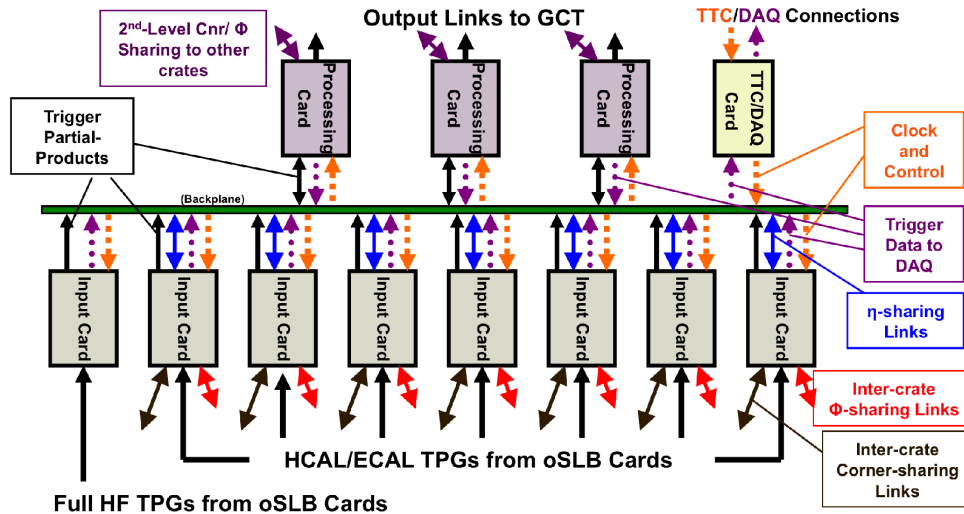 Output Links to GCT
TTC/DAQ Connections
2nd-Level Cnr/ Φ
Sharing to other
crates
Processing
Card
Processing
Card
Processing
Card
TTC/DAQ
Card
Trigger
Partial-
Products
Clock
and
Control
(Backplane)
Trigger
Data to
DAQ
Input Card
Input Card
Input Card
Input Card
Input Card
Input Card
Input Card
Input Card
η-sharing
Links
Inter-crate
Φ-sharing Links
HCAL/ECAL TPGs from oSLB Cards
Inter-crate
Corner-sharing
Links
Full HF TPGs from oSLB Cards